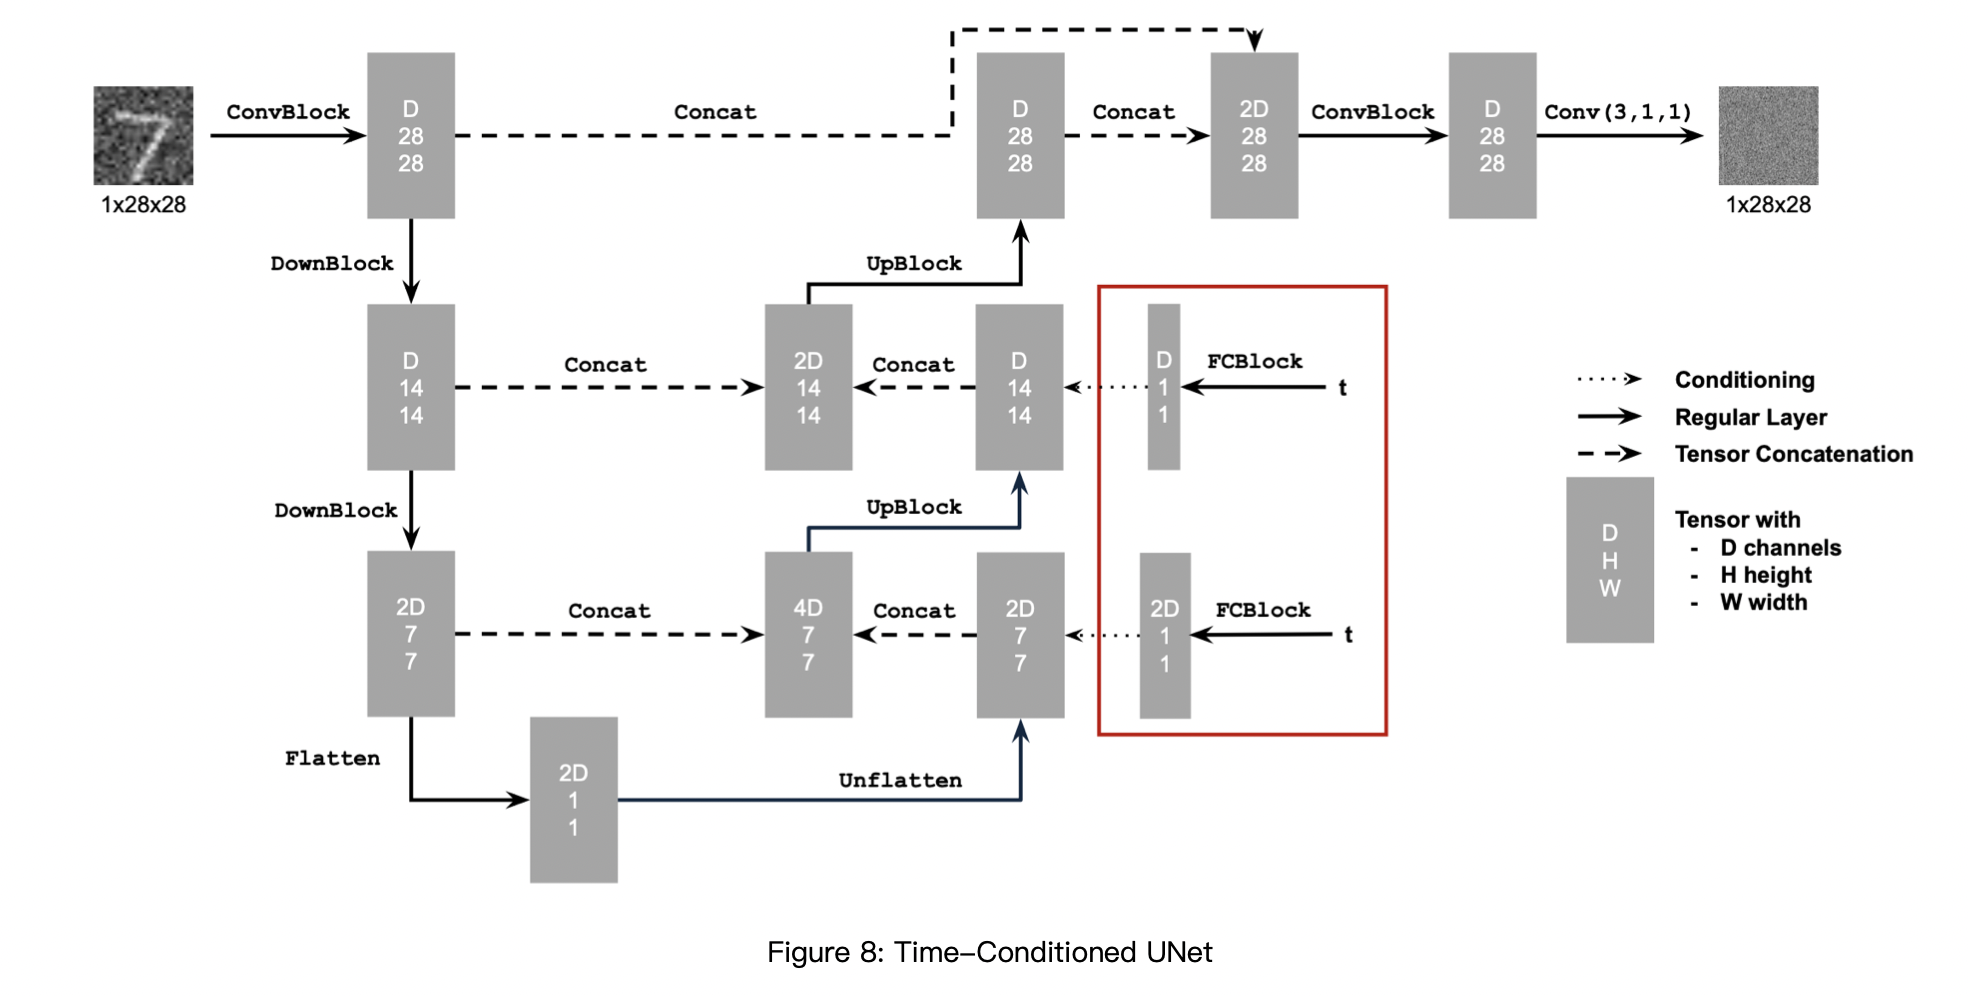 ConvBlock
D
28
28
Concat
D
28
28
Concat
2D
28
28
ConvBlock
D
28
28
Conv(3,1,1)
1x28x28
1x28x28
DownBlock
UpBlock
D
14
14
Concat
2D
14
14
Concat
D
14
14
D
1
1
FCBlock
t
DownBlock
UpBlock
2D
7
7
Concat
4D
7
7
Concat
2D
7
7
2D
1
1
FCBlock
t
Flatten
2D
1
1
Unflatten
Conditioning
Regular Layer
Tensor Concatenation
D
H
W
Tensor with
- D channels
- H height
- W width
Figure 8: Time-Conditioned UNet